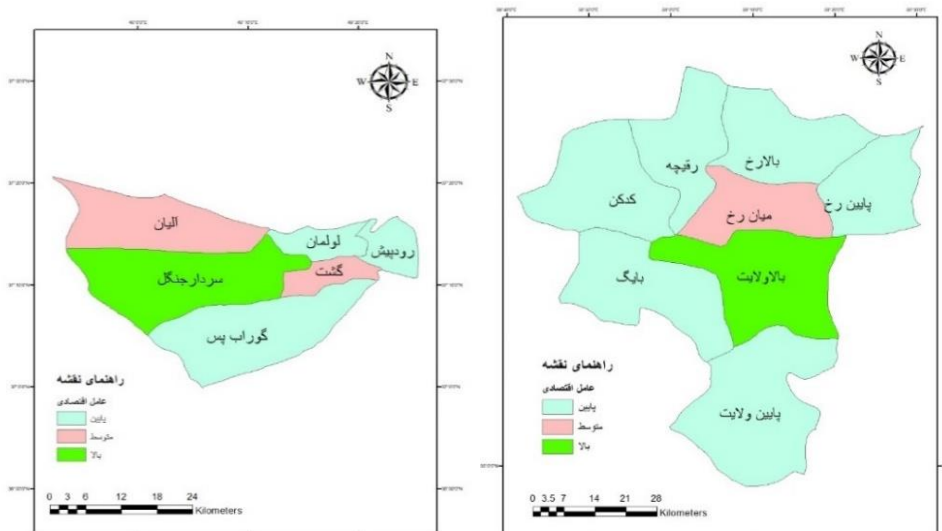 N
W E
S
آلیان
لولمان
رودپیش
سردارجنگل
گشت
گوراب پس
راهنمای نقشه
عامل اقتصادی
پایین
متوسط
بالا
0 3 6 12 18 24
Kilometers
N
W E
S
بالارخ
رقیچه
کدکن
میان رخ
پایین رخ
بایگ
بالاولایت
پایین ولایت
راهنمای نقشه
عامل اقتصادی
پایین
متوسط
بالا
0 3.5 7 14 21 28
Kilometers